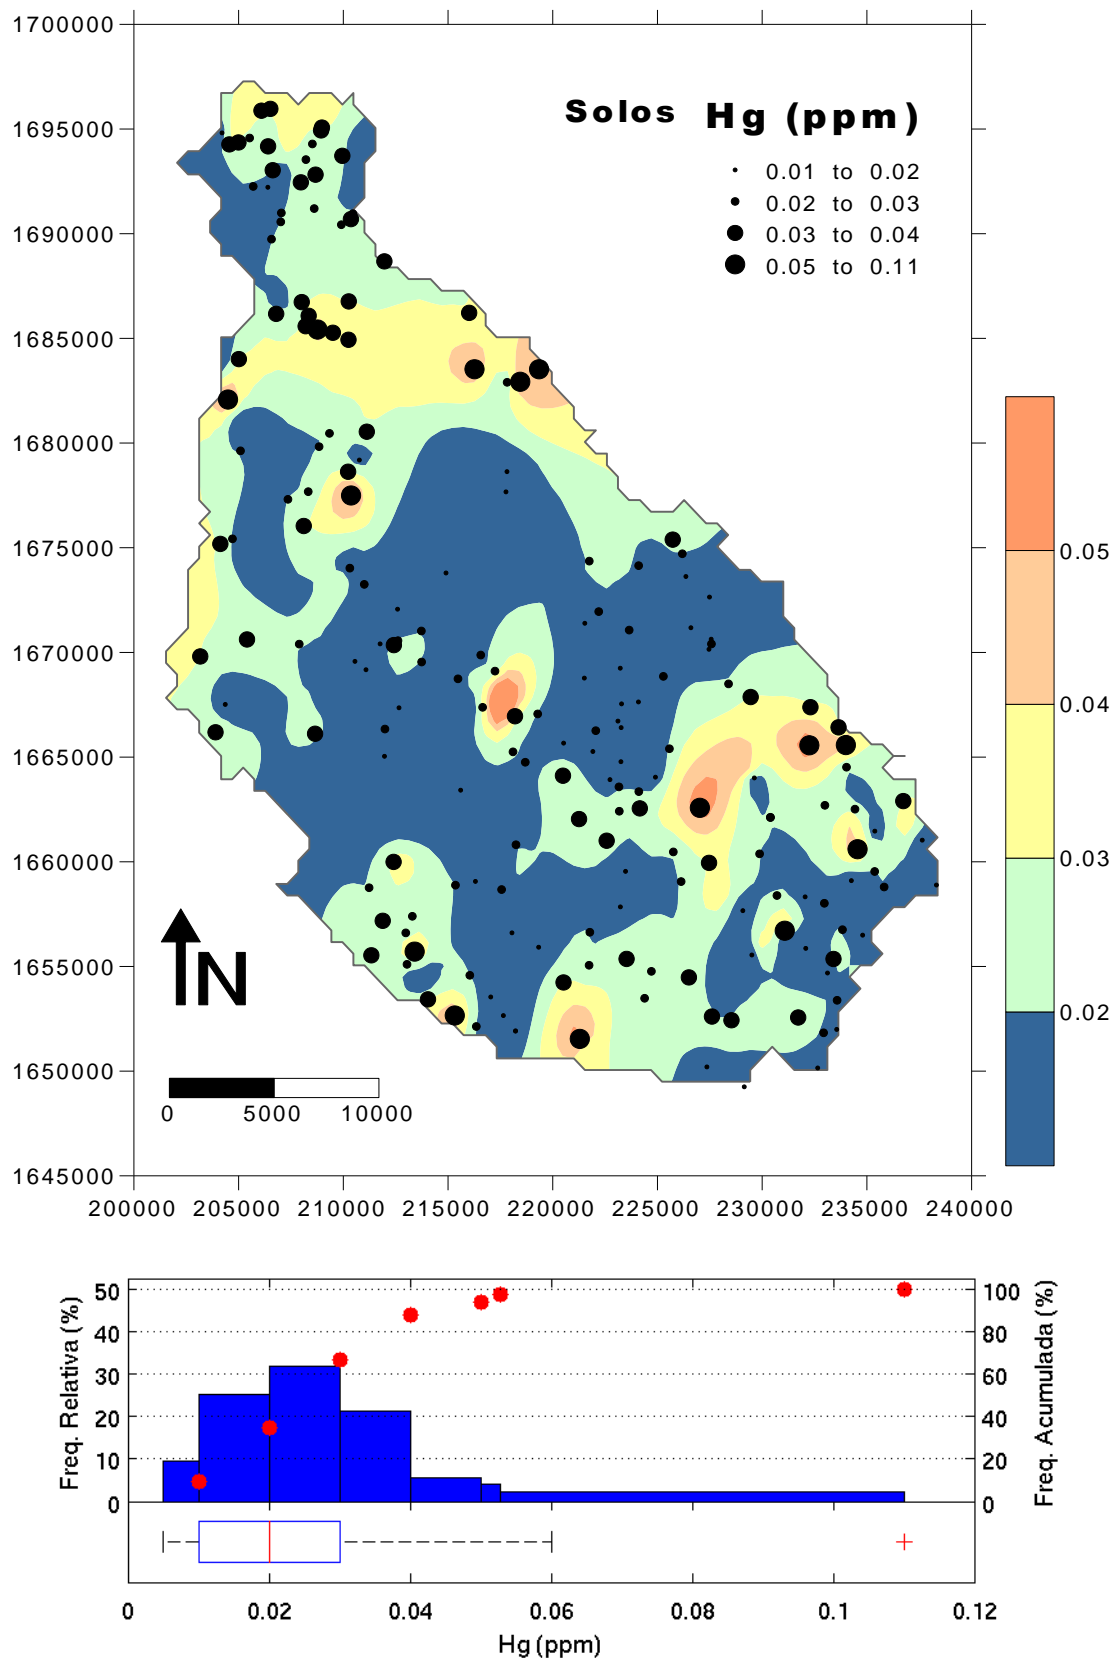 1700000
Solos Hg (ppm)
1695000
0.01 to 0.02
0.02 to 0.03
1690000
0.03 to 0.04
0.05 to 0.11
1685000
1680000
1675000
0.05
1670000
0.04
1665000
0.03
1660000
1655000
N
0.02
1650000
0 5000 10000
1645000
200000 205000 210000 215000 220000 225000 230000 235000 240000
50 100
40 80
30 60
20 40
10 20
0 0
Freq. Relativa (%)
Freq. Acumulada (%)
0 0.02 0.04 0.06 0.08 0.1 0.12
Hg (ppm)